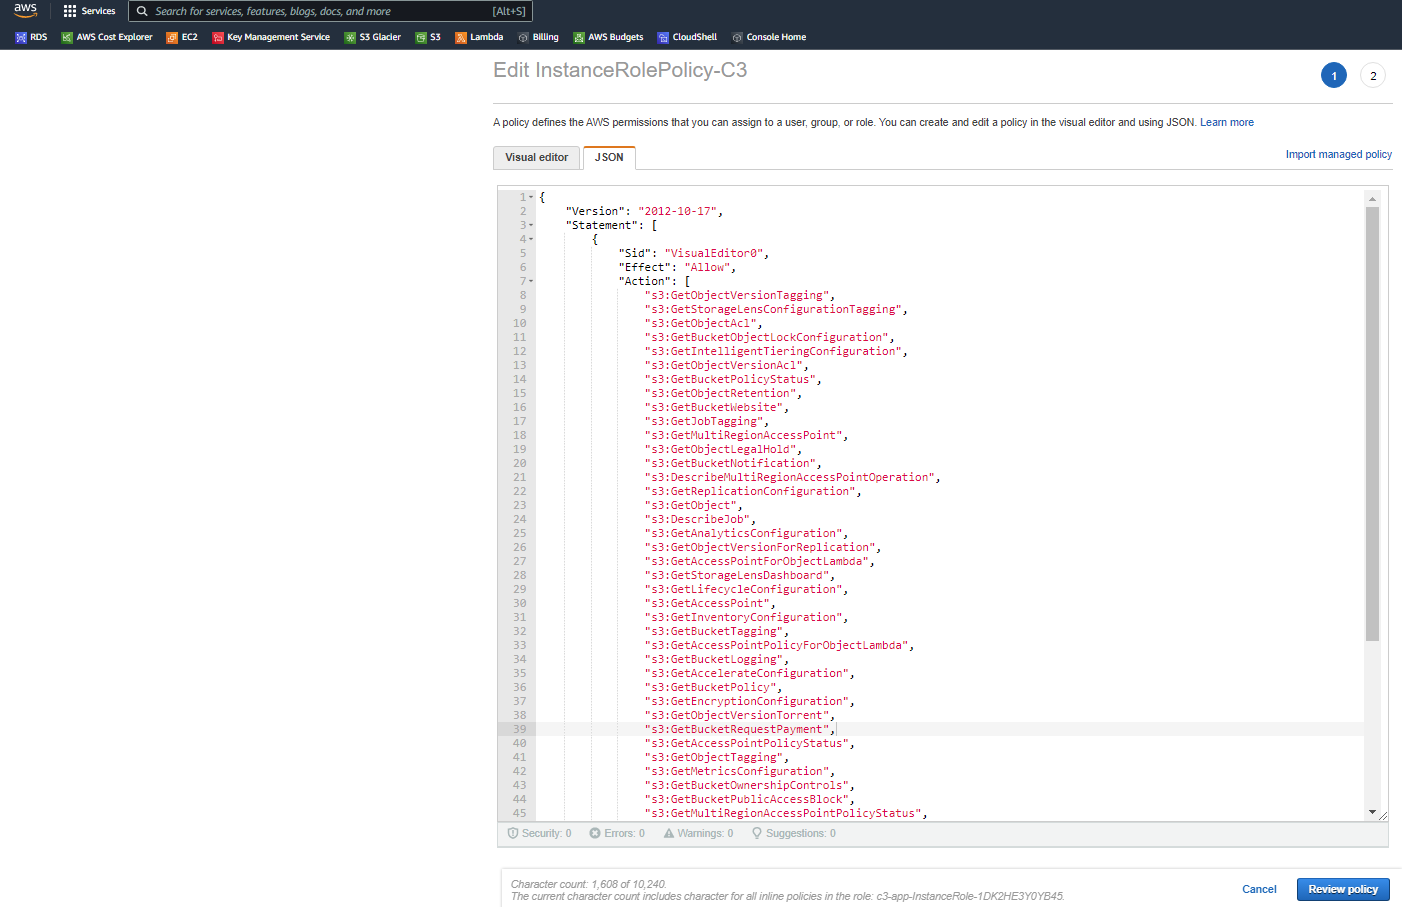 aws Services Search for services, features, blogs, docs, and more [Alt+S]
RDS AWS Cost Explorer EC2 Key Management Service S3 Glacier S3 Lambda Billing AWS Budgets CloudShell Console Home
Edit InstanceRolePolicy-C3
1 2
A policy defines the AWS permissions that you can assign to a user, group, or role. You can create and edit a policy in the visual editor and using JSON. Learn more
Visual editor JSON Import managed policy
1 {
2 "Version": "2012-10-17",
3 "Statement": [
4 {
5 "Sid": "VisualEditor0",
6 "Effect": "Allow",
7 "Action": [
8 "s3:GetObjectVersionTagging",
9 "s3:GetStorageLensConfigurationTagging",
10 "s3:GetObjectAcl",
11 "s3:GetBucketObjectLockConfiguration",
12 "s3:GetIntelligentTieringConfiguration",
13 "s3:GetObjectVersionAcl",
14 "s3:GetBucketPolicyStatus",
15 "s3:GetObjectRetention",
16 "s3:GetBucketWebsite",
17 "s3:GetJobTagging",
18 "s3:GetMultiRegionAccessPoint",
19 "s3:GetObjectLegalHold",
20 "s3:GetBucketNotification",
21 "s3:DescribeMultiRegionAccessPointOperation",
22 "s3:GetReplicationConfiguration",
23 "s3:GetObject",
24 "s3:DescribeJob",
25 "s3:GetAnalyticsConfiguration",
26 "s3:GetObjectVersionForReplication",
27 "s3:GetAccessPointForObjectLambda",
28 "s3:GetStorageLensDashboard",
29 "s3:GetLifecycleConfiguration",
30 "s3:GetAccessPoint",
31 "s3:GetInventoryConfiguration",
32 "s3:GetBucketTagging",
33 "s3:GetAccessPointPolicyForObjectLambda",
34 "s3:GetBucketLogging",
35 "s3:GetAccelerateConfiguration",
36 "s3:GetBucketPolicy",
37 "s3:GetEncryptionConfiguration",
38 "s3:GetObjectVersionTorrent",
39 "s3:GetBucketRequestPayment",
40 "s3:GetAccessPointPolicyStatus",
41 "s3:GetObjectTagging",
42 "s3:GetMetricsConfiguration",
43 "s3:GetBucketOwnershipControls",
44 "s3:GetBucketPublicAccessBlock",
45 "s3:GetMultiRegionAccessPointPolicyStatus",
Security: 0 Errors: 0 Warnings: 0 Suggestions: 0
Character count: 1,608 of 10,240.
The current character count includes character for all inline policies in the role: c3-app-InstanceRole-1DK2HE3Y0YB45.
Cancel Review policy